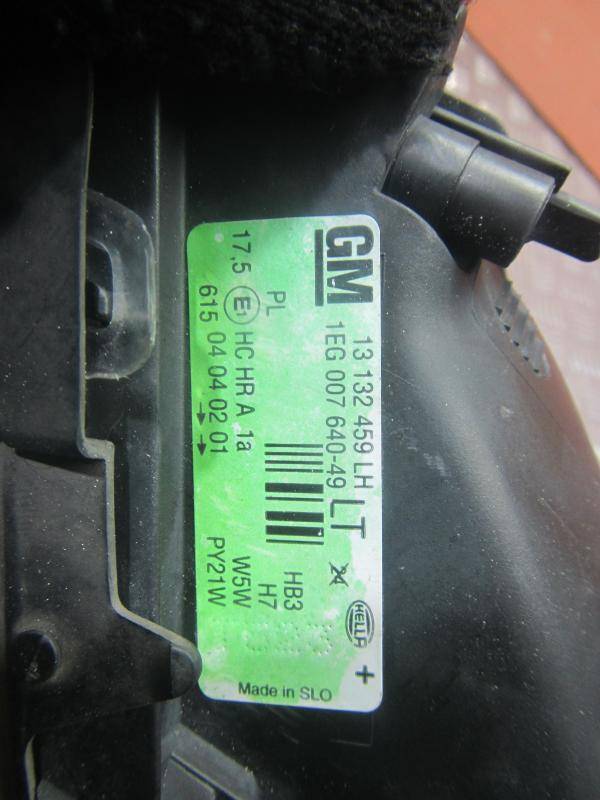 GM
13 132 459 LH
1EG 007 640-49 LT
PL
17,5 E1 HC HR A 1a
615 04 04 02 01
HB3
H7
W5W
PY21W
HELLA
Made in SLO